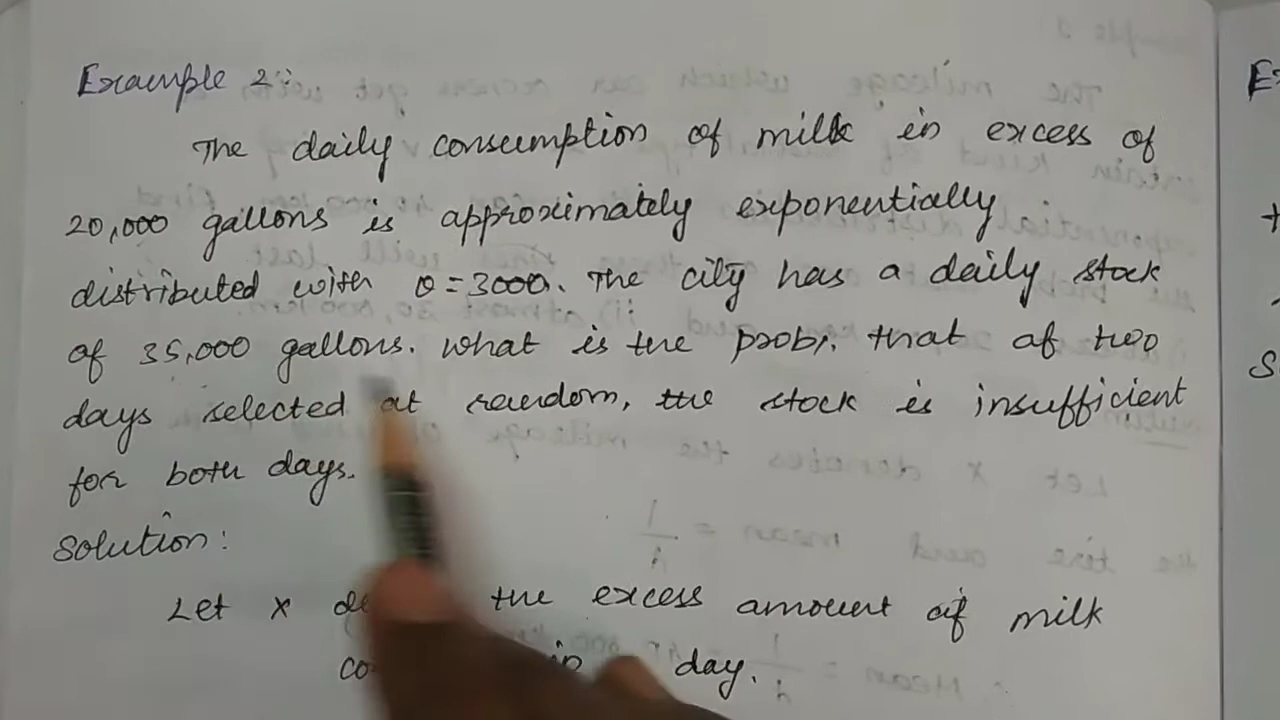 Example 2:
The daily consumption of milk in excess of
20,000 gallons is approximately exponentially
distributed with θ = 3000. The city has a daily stock
of 35,000 gallons. What is the prob. that of two
days selected at random, the stock is insufficient
for both days.
Solution:
Let X the excess amount of milk
day.